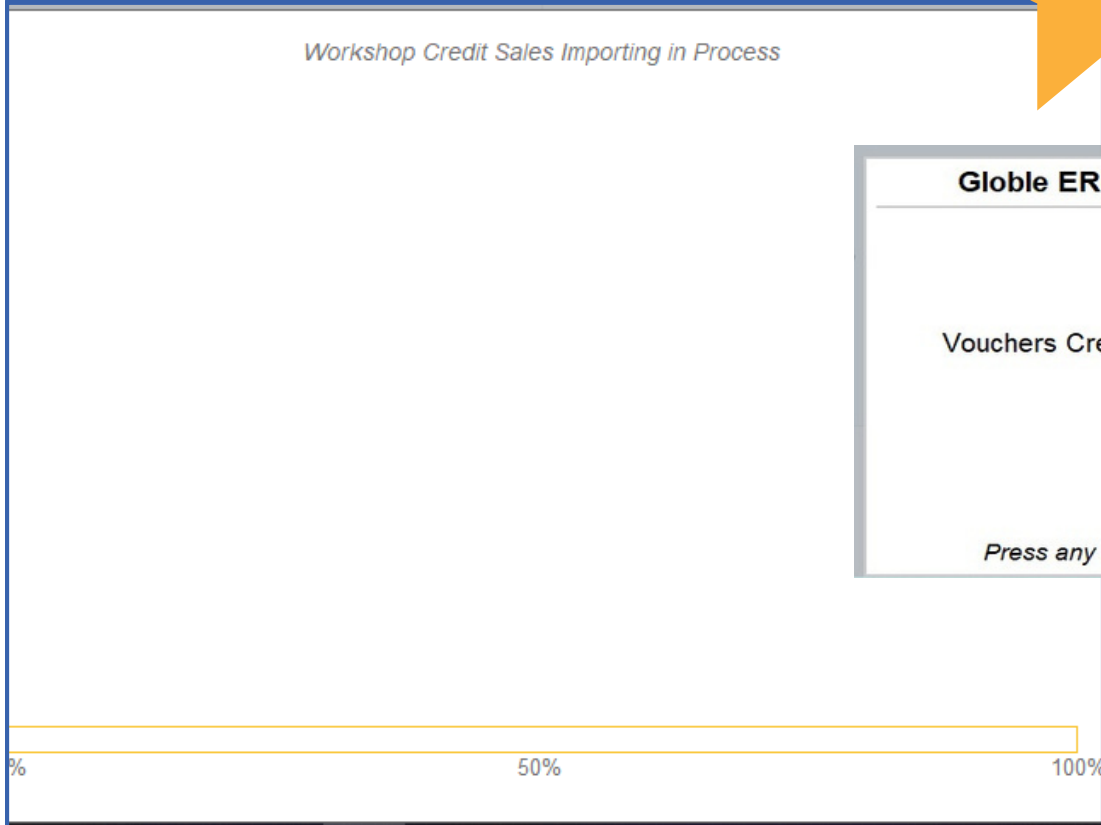 Workshop Credit Sales Importing in Process
Globle ER
Vouchers Cre
Press any
%
50%
100%